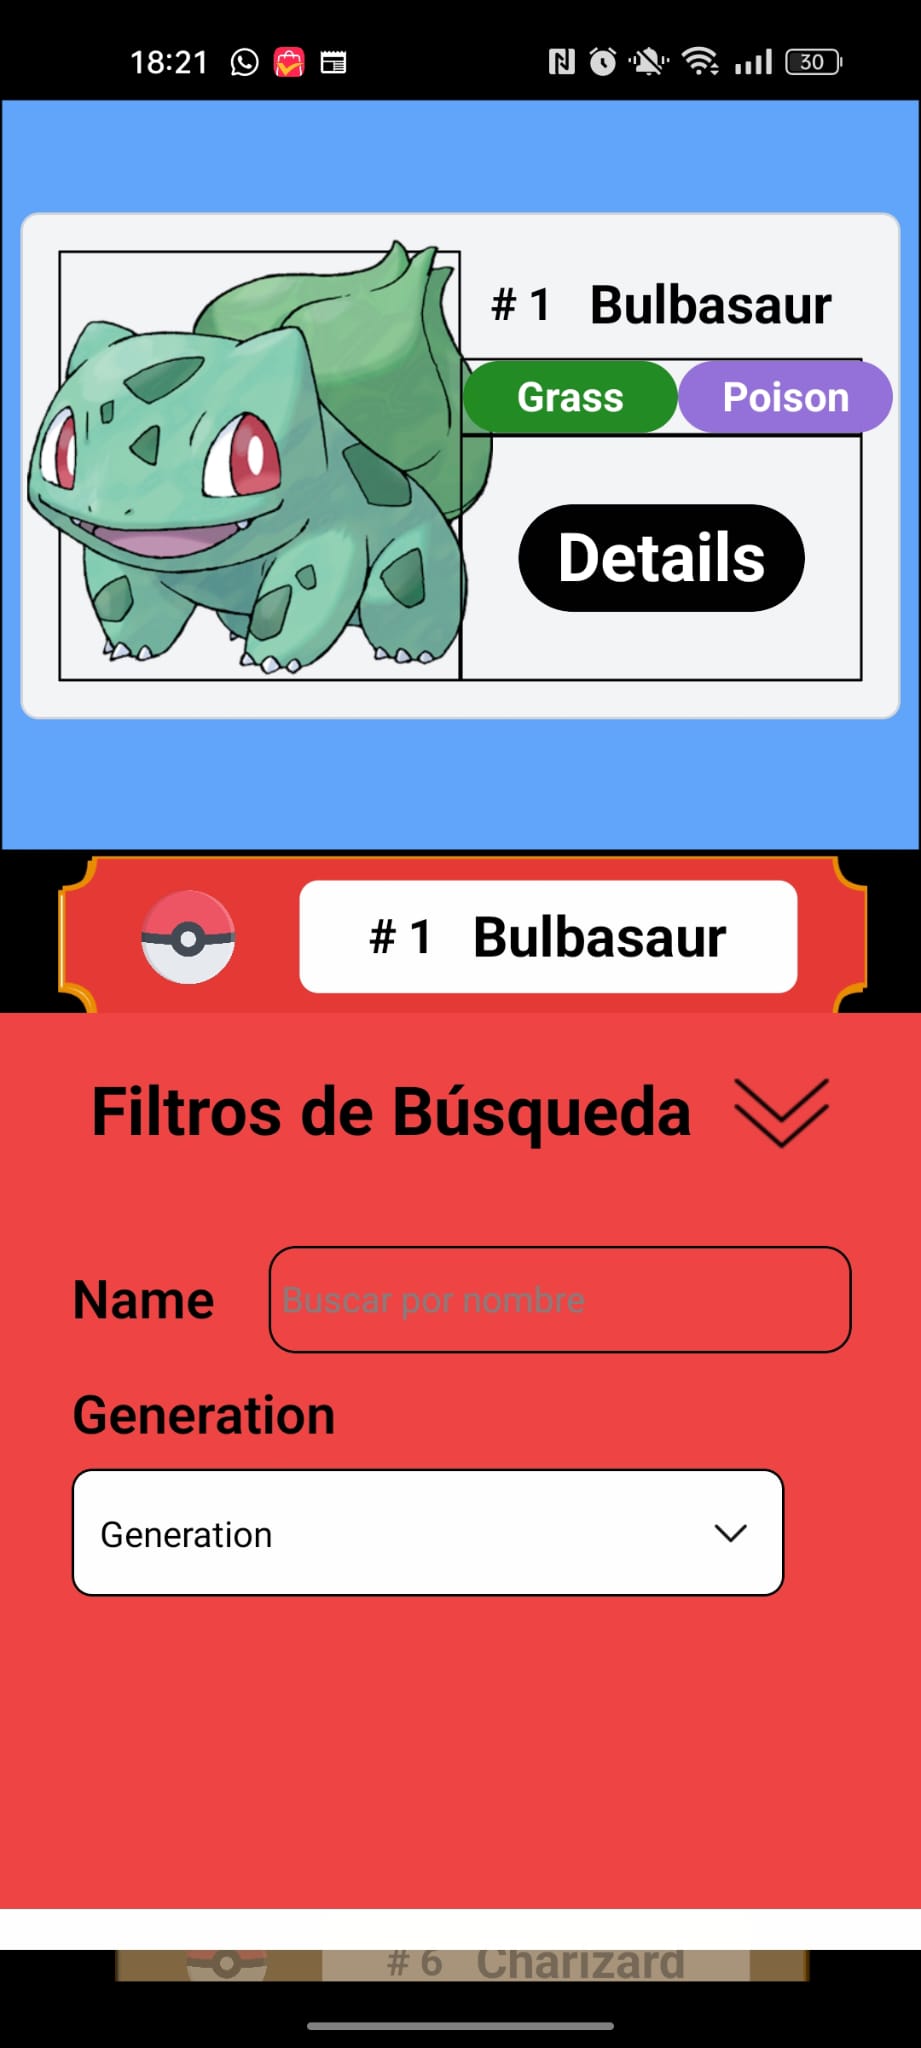 18:21
30
# 1 Bulbasaur
Grass Poison
Details
# 1 Bulbasaur
Filtros de Búsqueda
Name Buscar por nombre
Generation
Generation
# 6 Charizard